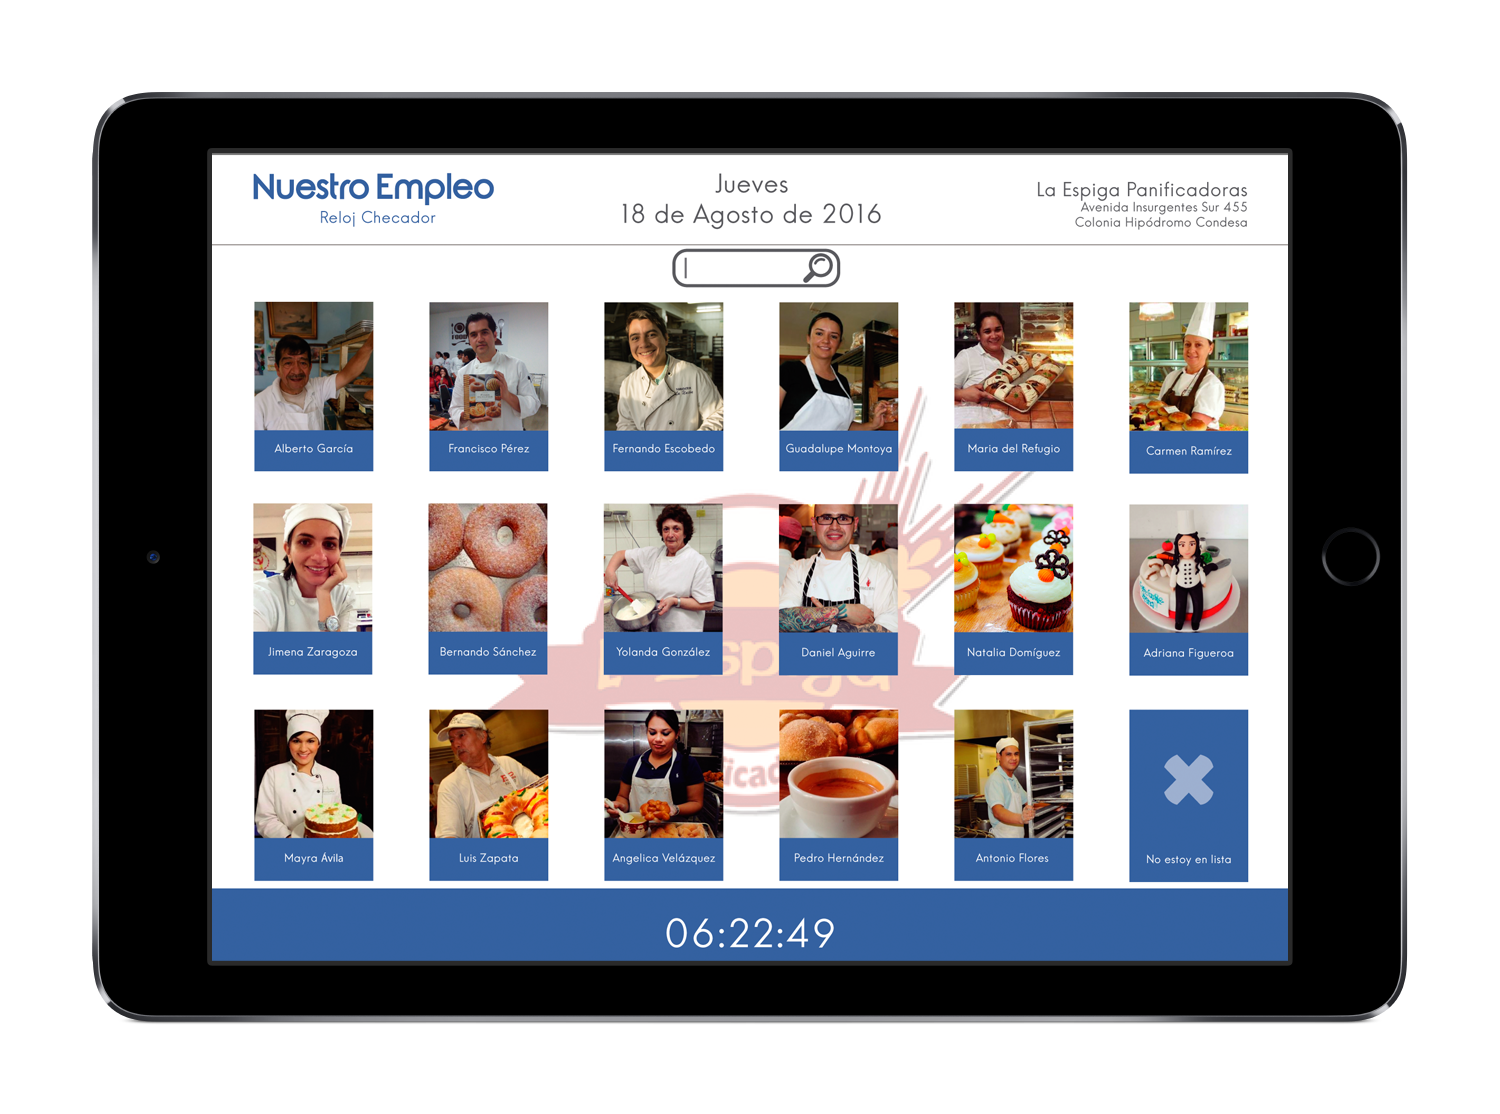 Nuestro Empleo
Reloj Checador
Jueves
18 de Agosto de 2016
La Espiga Panificadoras
Avenida Insurgentes Sur 455
Colonia Hipódromo Condesa
Alberto García
Francisco Pérez
Fernando Escobedo
Guadalupe Montoya
Maria del Refugio
Carmen Ramírez
Jimena Zaragoza
Bernando Sánchez
Yolanda González
Daniel Aguirre
Natalia Domíguez
Adriana Figueroa
Mayra Ávila
Luis Zapata
Angelica Velázquez
Pedro Hernández
Antonio Flores
No estoy en lista
06:22:49